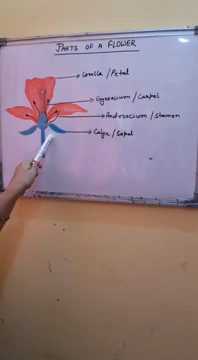 PARTS OF A FLOWER
Corolla / Petal
Gynoecium / Carpel
Androecium / Stamen
Calyx / Sepal